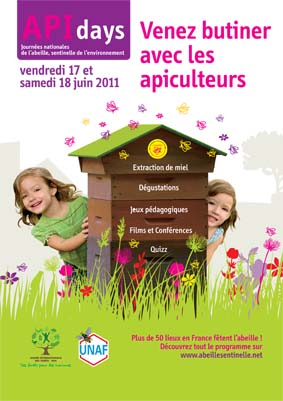 API days
Journées nationales
de l'abeille, sentinelle de l'environnement
vendredi 17 et
samedi 18 juin 2011
Venez butiner
avec les
apiculteurs
Extraction de miel
Dégustations
Jeux pédagogiques
Films et Conférences
Quizz
UNAF
Plus de 50 lieux en France fêtent l'abeille !
Découvrez tout le programme sur
www.abeillesentinelle.net